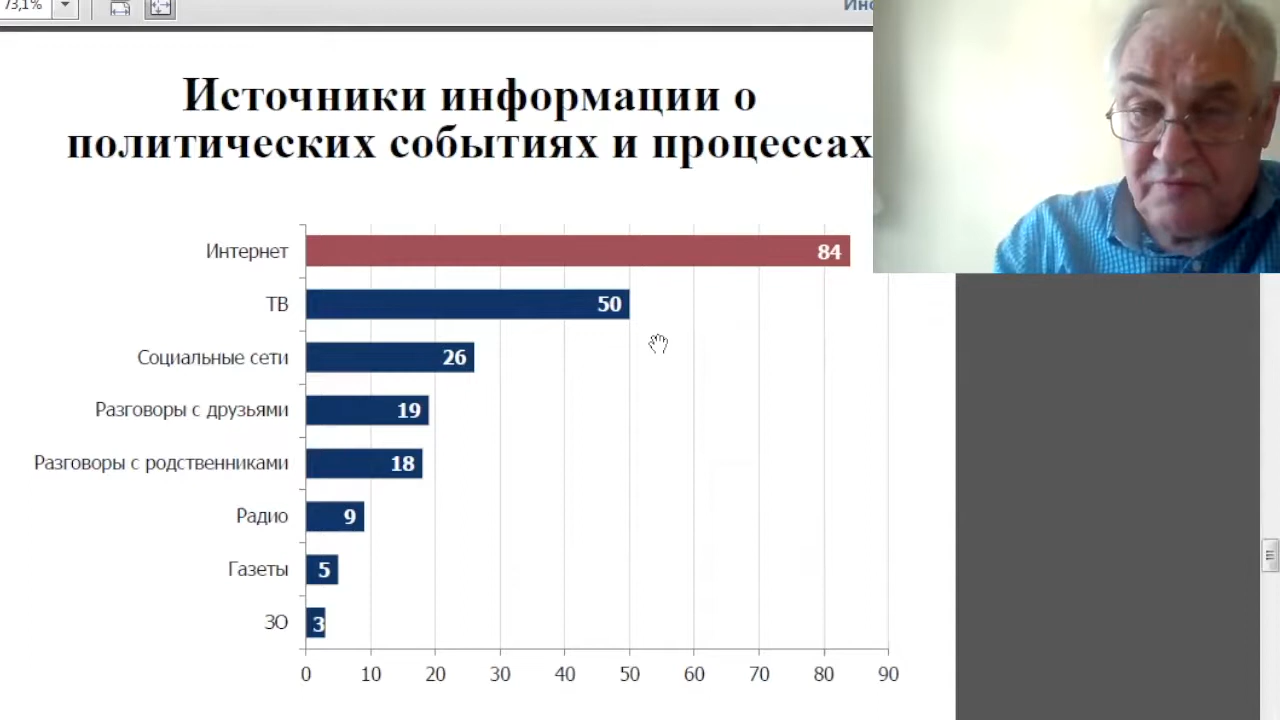 73,1%
Источники информации о
политических событиях и процессах
Интернет 84
ТВ 50
Социальные сети 26
Разговоры с друзьями 19
Разговоры с родственниками 18
Радио 9
Газеты 5
ЗО 3
0 10 20 30 40 50 60 70 80 90